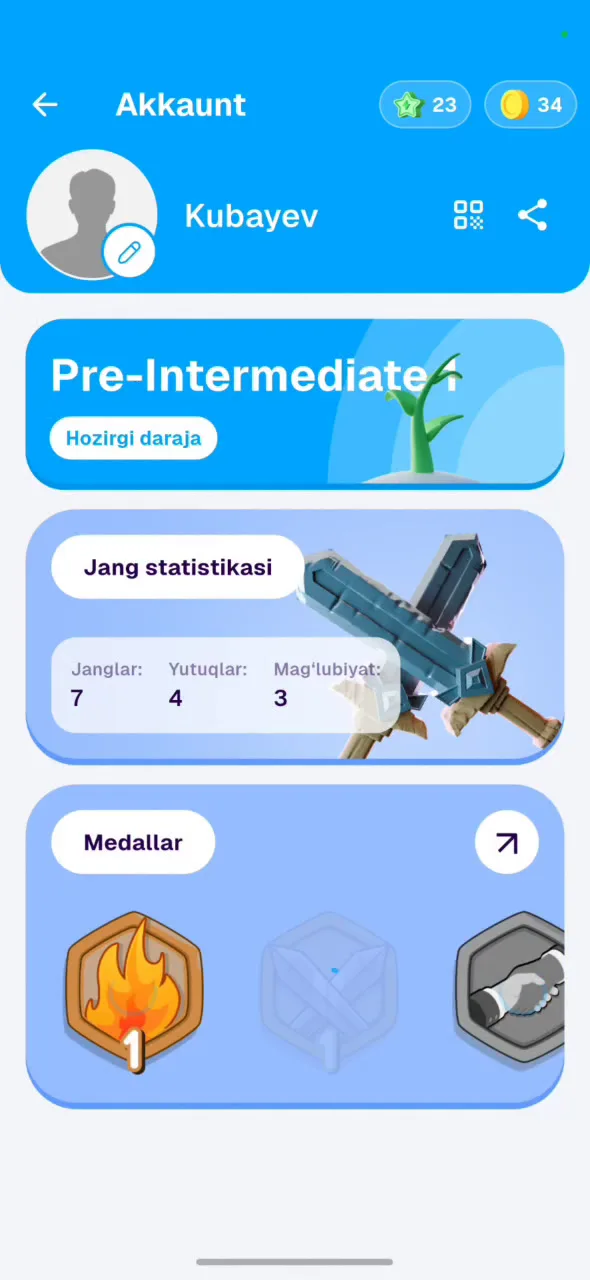 Akkaunt
23
34
Kubayev
Pre-Intermediate 1
Hozirgi daraja
Jang statistikasi
Janglar: Yutuqlar: Mag‘lubiyat:
7 4 3
Medallar
1
1